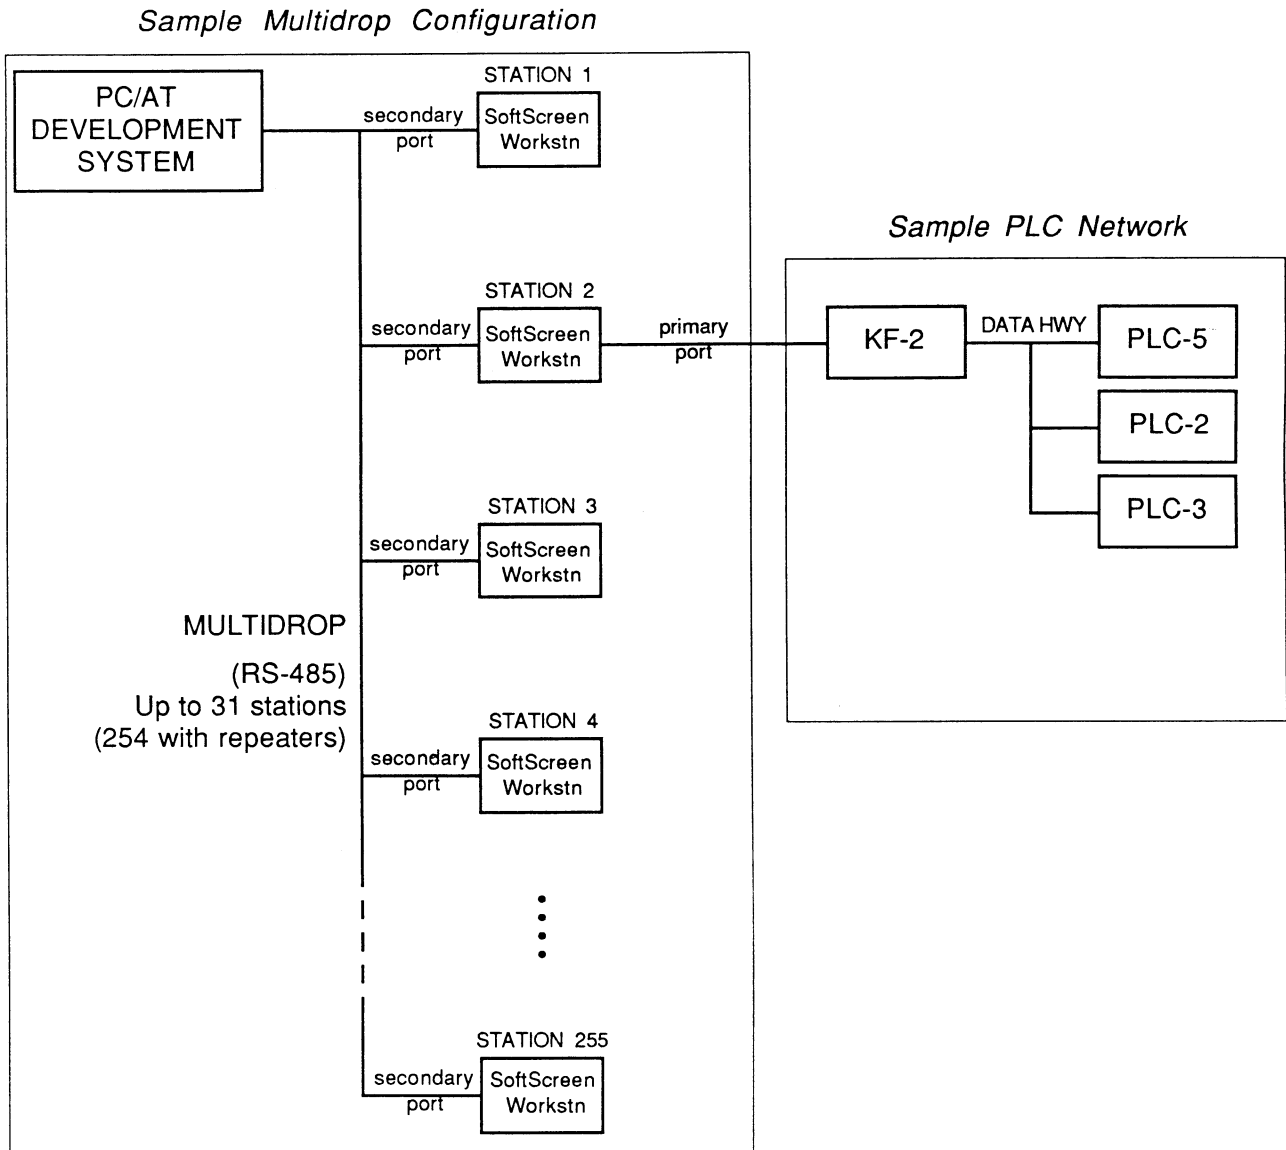 Sample Multidrop Configuration
PC/AT
DEVELOPMENT
SYSTEM
secondary
port
STATION 1
SoftScreen
Workstn
secondary
port
STATION 2
SoftScreen
Workstn
primary
port
Sample PLC Network
KF-2
DATA HWY
PLC-5
PLC-2
PLC-3
secondary
port
STATION 3
SoftScreen
Workstn
MULTIDROP
(RS-485)
Up to 31 stations
(254 with repeaters)
secondary
port
STATION 4
SoftScreen
Workstn
secondary
port
STATION 255
SoftScreen
Workstn